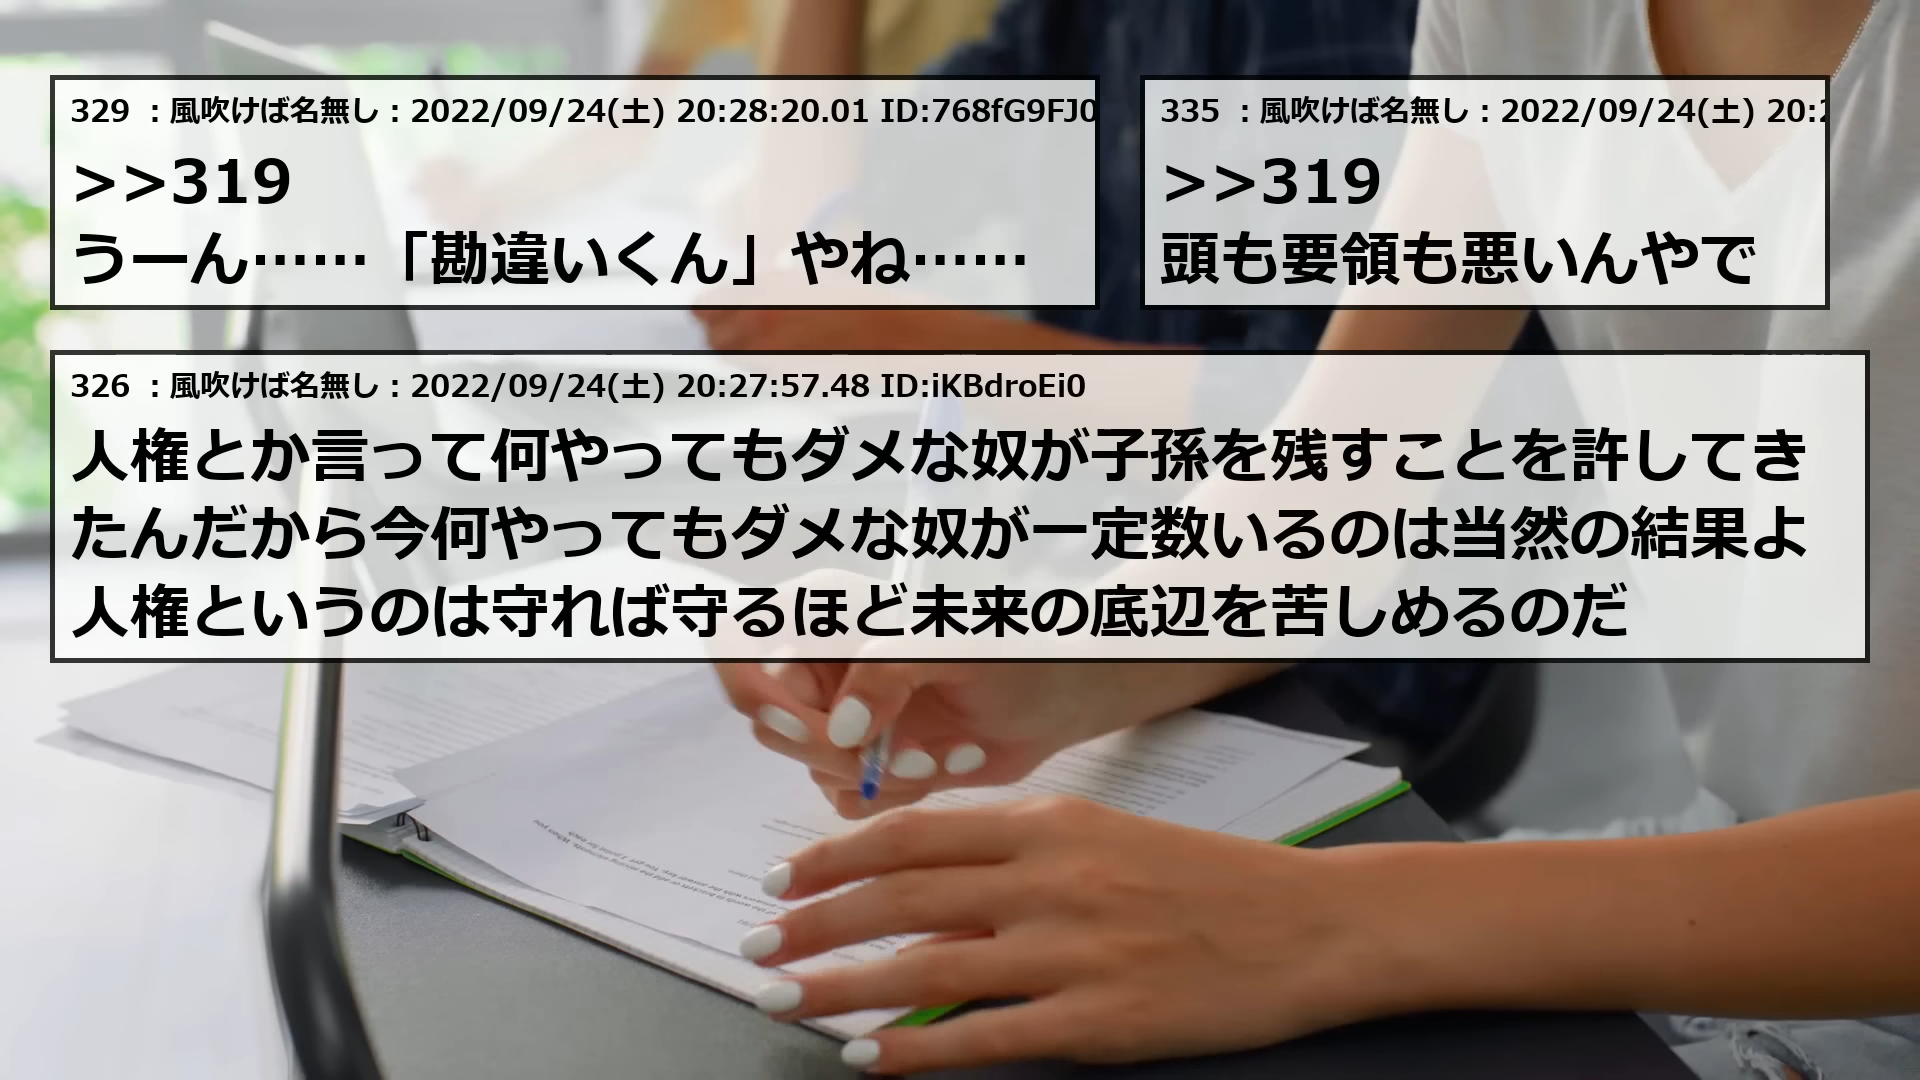 329 ：風吹けば名無し：2022/09/24(土) 20:28:20.01 ID:768fG9FJ0
>>319
うーん……「勘違いくん」やね……
335 ：風吹けば名無し：2022/09/24(土)
>>319
頭も要領も悪いんやで
326 ：風吹けば名無し：2022/09/24(土) 20:27:57.48 ID:iKBdroEi0
人権とか言って何やってもダメな奴が子孫を残すことを許してき
たんだから今何やってもダメな奴が一定数いるのは当然の結果よ
人権というのは守れば守るほど未来の底辺を苦しめるのだ